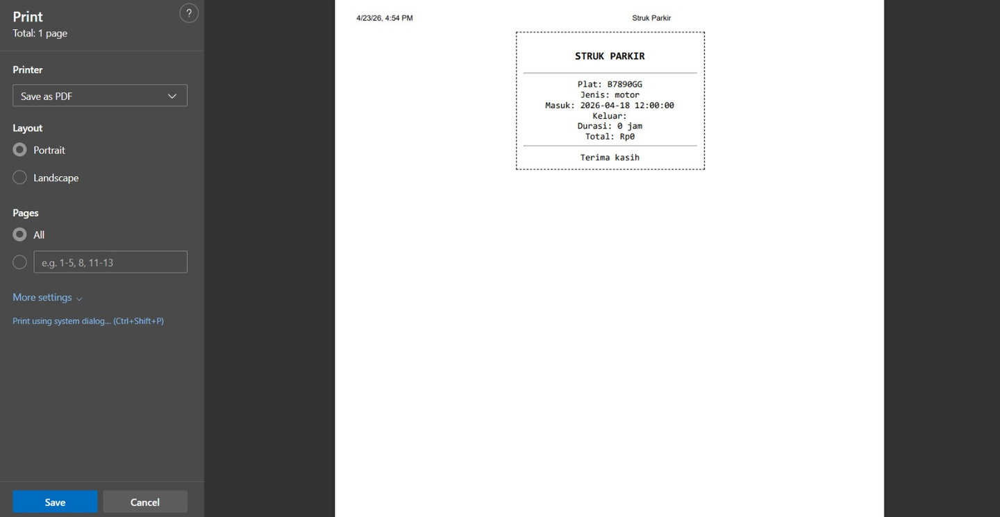 Print
?
Total: 1 page
Printer
Save as PDF
Layout
Portrait
Landscape
Pages
All
e.g. 1-5, 8, 11-13
More settings
Print using system dialog... (Ctrl+Shift+P)
Save
Cancel
4/23/26, 4:54 PM
Struk Parkir
STRUK PARKIR
Plat: B7890GG
Jenis: motor
Masuk: 2026-04-18 12:00:00
Keluar:
Durasi: 0 jam
Total: Rp0
Terima kasih